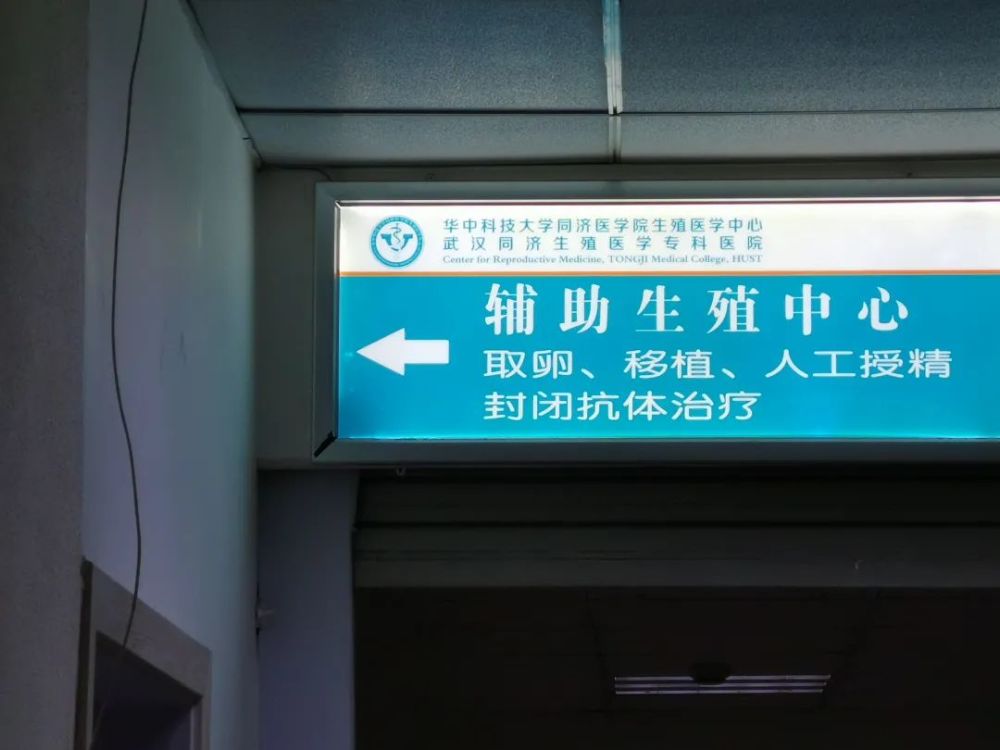 华中科技大学同济医学院生殖医学中心
武汉同济生殖医学专科医院
Center for Reproductive Medicine, TONGJI Medical College, HUST
辅助生殖中心
取卵、移植、人工授精
封闭抗体治疗